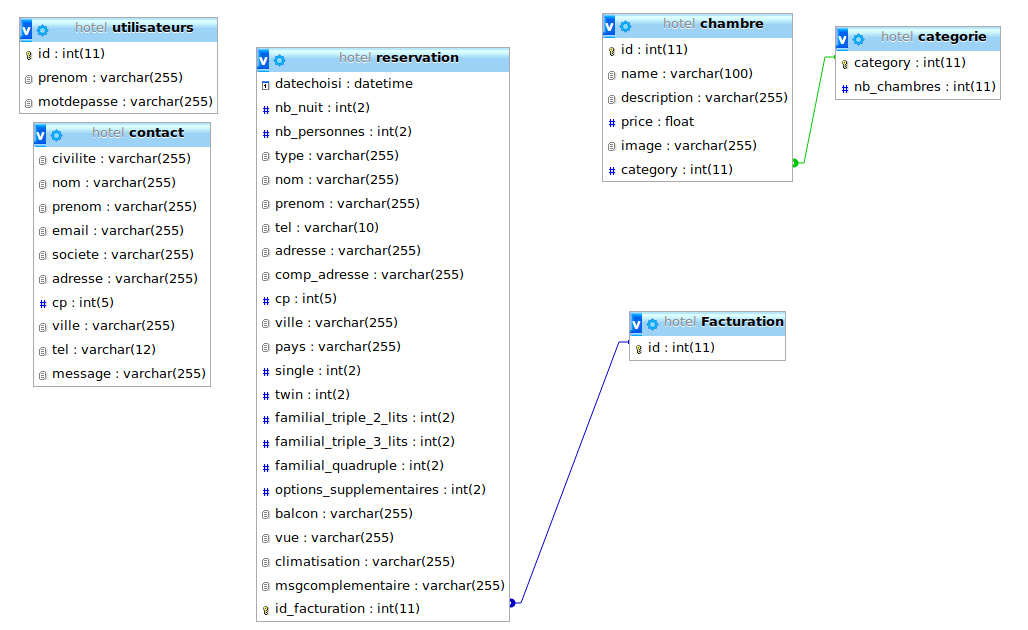 v hotel utilisateurs
id : int(11)
prenom : varchar(255)
motdepasse : varchar(255)
v hotel contact
civilite : varchar(255)
nom : varchar(255)
prenom : varchar(255)
email : varchar(255)
societe : varchar(255)
adresse : varchar(255)
# cp : int(5)
ville : varchar(255)
tel : varchar(12)
message : varchar(255)
v hotel reservation
datechoisi : datetime
# nb_nuit : int(2)
# nb_personnes : int(2)
type : varchar(255)
nom : varchar(255)
prenom : varchar(255)
tel : varchar(10)
adresse : varchar(255)
comp_adresse : varchar(255)
# cp : int(5)
ville : varchar(255)
pays : varchar(255)
# single : int(2)
# twin : int(2)
# familial_triple_2_lits : int(2)
# familial_triple_3_lits : int(2)
# familial_quadruple : int(2)
# options_supplementaires : int(2)
balcon : varchar(255)
vue : varchar(255)
climatisation : varchar(255)
msgcomplementaire : varchar(255)
id_facturation : int(11)
v hotel chambre
id : int(11)
name : varchar(100)
description : varchar(255)
# price : float
image : varchar(255)
# category : int(11)
v hotel categorie
category : int(11)
# nb_chambres : int(11)
v hotel Facturation
id : int(11)